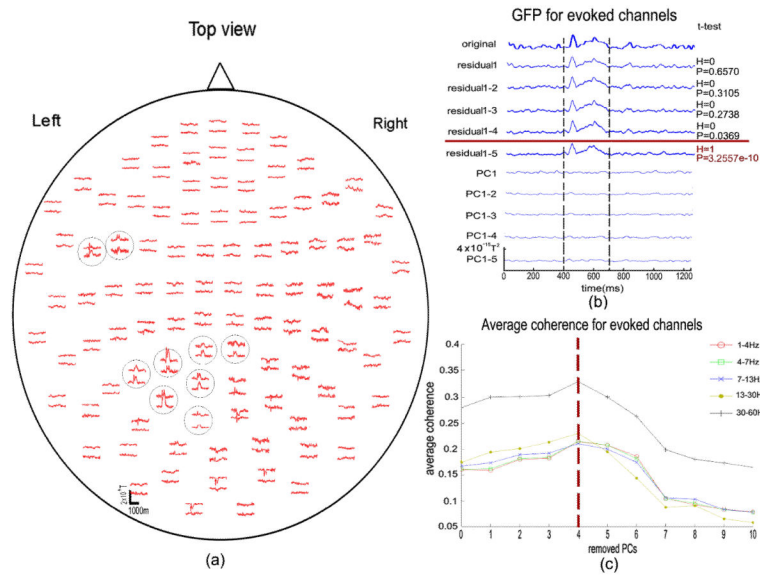 Top view
Left
Right
1000m
(a)
GFP for evoked channels
t-test
original
residual1
H=0
P=0.6570
residual1-2
H=0
P=0.3105
residual1-3
H=0
P=0.2738
residual1-4
H=0
P=0.0369
residual1-5
H=1
P=3.2557e-10
PC1
PC1-2
PC1-3
PC1-4
4x10⁻¹⁵T²
PC1-5
0 200 400 600 800 1000 1200
time(ms)
(b)
Average coherence for evoked channels
0.4
0.35
0.3
0.25
0.2
0.15
0.1
0.05
average coherence
1-4Hz
4-7Hz
7-13H
13-30H
30-60H
0 1 2 3 4 5 6 7 8 9 10
removed PCs
(c)